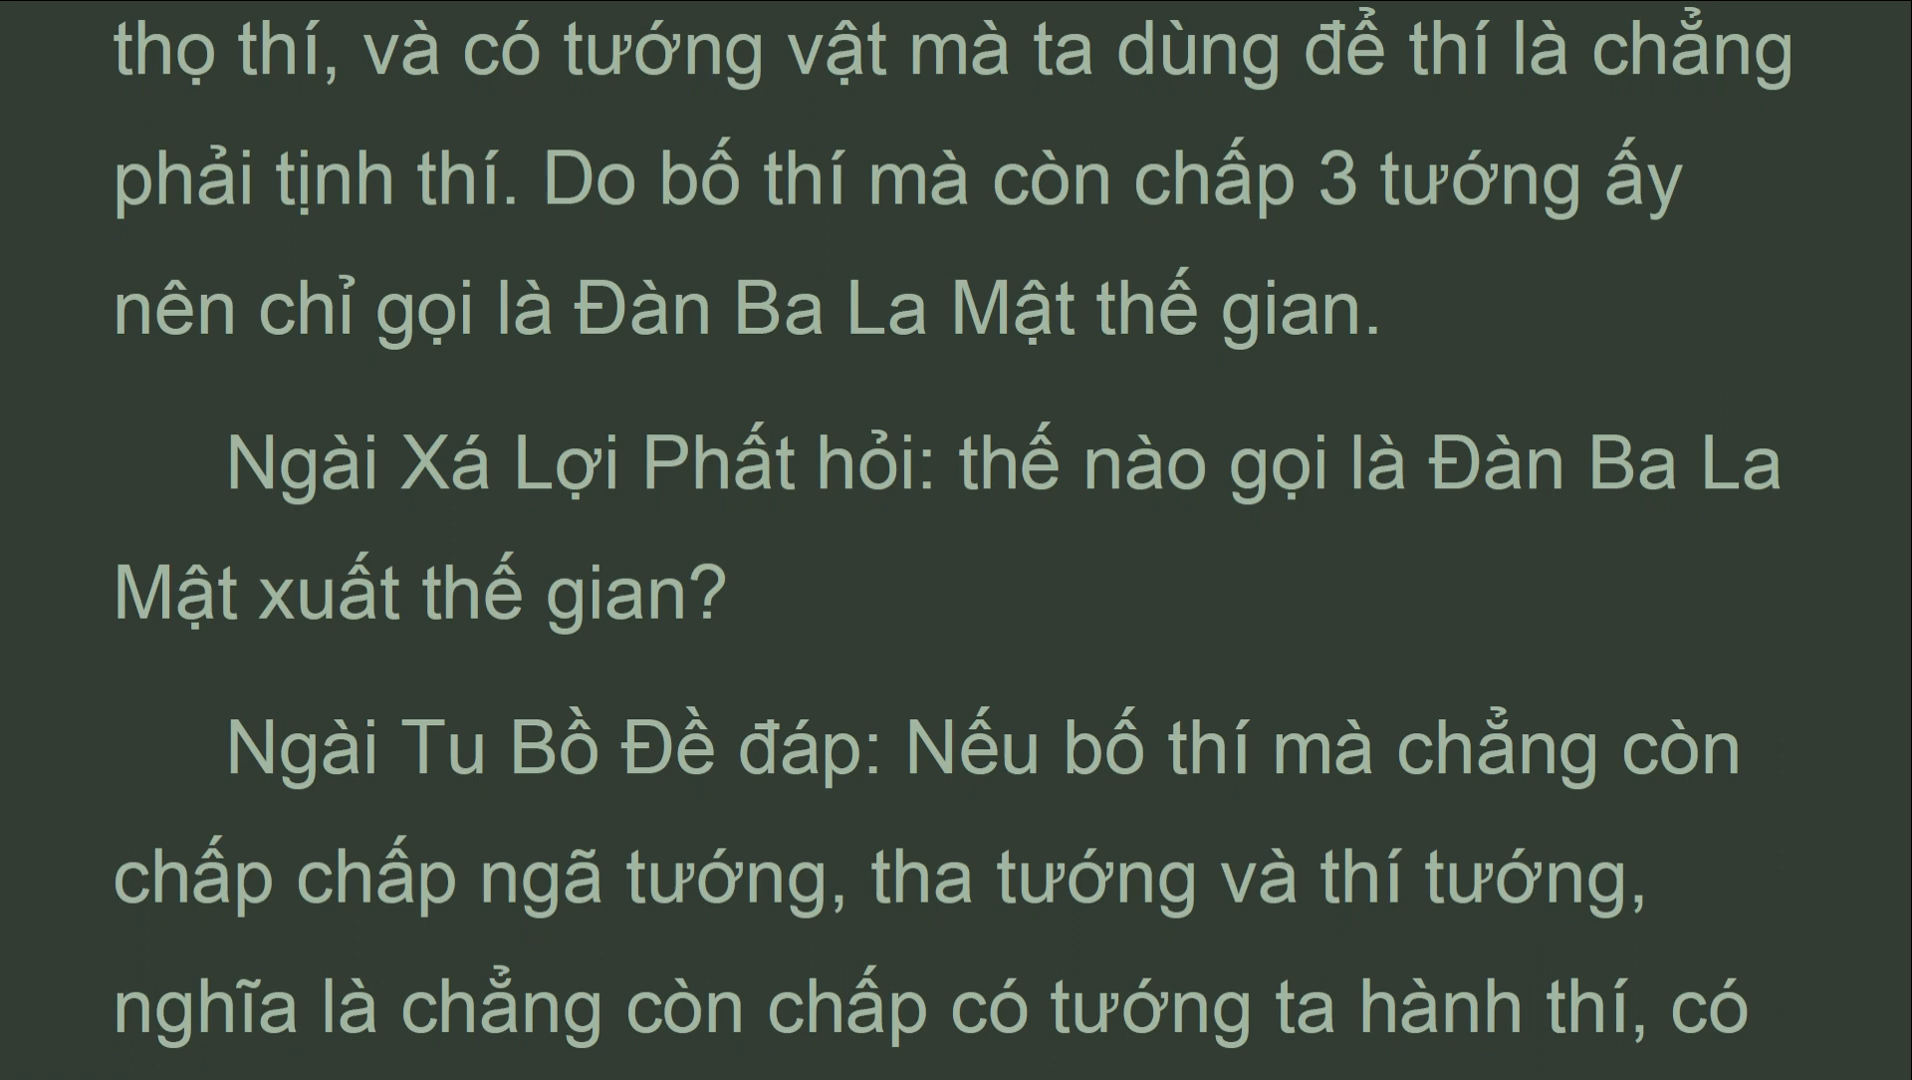 thọ thí, và có tướng vật mà ta dùng để thí là chẳng
phải tịnh thí. Do bố thí mà còn chấp 3 tướng ấy
nên chỉ gọi là Đàn Ba La Mật thế gian.
Ngài Xá Lợi Phất hỏi: thế nào gọi là Đàn Ba La
Mật xuất thế gian?
Ngài Tu Bồ Đề đáp: Nếu bố thí mà chẳng còn
chấp chấp ngã tướng, tha tướng và thí tướng,
nghĩa là chẳng còn chấp có tướng ta hành thí, có